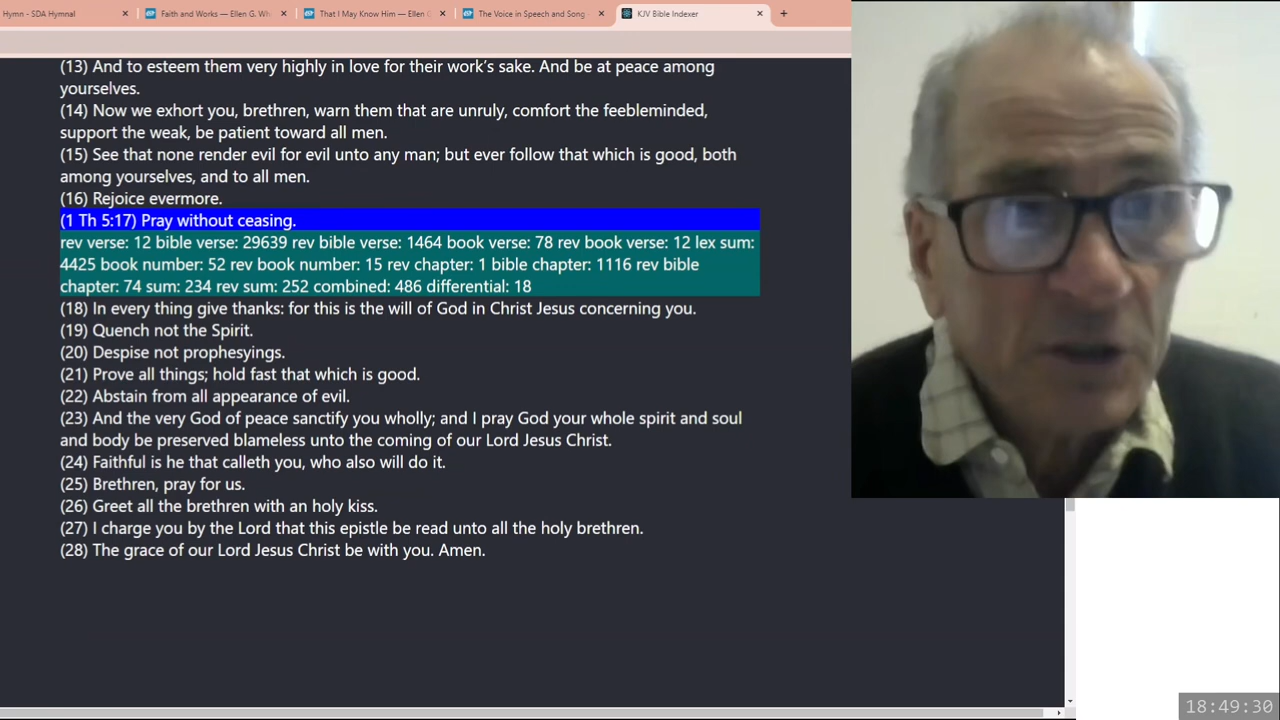 Hymn - SDA Hymnal
Faith and Works — Ellen G. Wh
That I May Know Him — Ellen G
The Voice in Speech and Song
KJV Bible Indexer
(13) And to esteem them very highly in love for their work’s sake. And be at peace among
yourselves.
(14) Now we exhort you, brethren, warn them that are unruly, comfort the feebleminded,
support the weak, be patient toward all men.
(15) See that none render evil for evil unto any man; but ever follow that which is good, both
among yourselves, and to all men.
(16) Rejoice evermore.
(1 Th 5:17) Pray without ceasing.
rev verse: 12 bible verse: 29639 rev bible verse: 1464 book verse: 78 rev book verse: 12 lex sum:
4425 book number: 52 rev book number: 15 rev chapter: 1 bible chapter: 1116 rev bible
chapter: 74 sum: 234 rev sum: 252 combined: 486 differential: 18
(18) In every thing give thanks: for this is the will of God in Christ Jesus concerning you.
(19) Quench not the Spirit.
(20) Despise not prophesyings.
(21) Prove all things; hold fast that which is good.
(22) Abstain from all appearance of evil.
(23) And the very God of peace sanctify you wholly; and I pray God your whole spirit and soul
and body be preserved blameless unto the coming of our Lord Jesus Christ.
(24) Faithful is he that calleth you, who also will do it.
(25) Brethren, pray for us.
(26) Greet all the brethren with an holy kiss.
(27) I charge you by the Lord that this epistle be read unto all the holy brethren.
(28) The grace of our Lord Jesus Christ be with you. Amen.
18:49:30